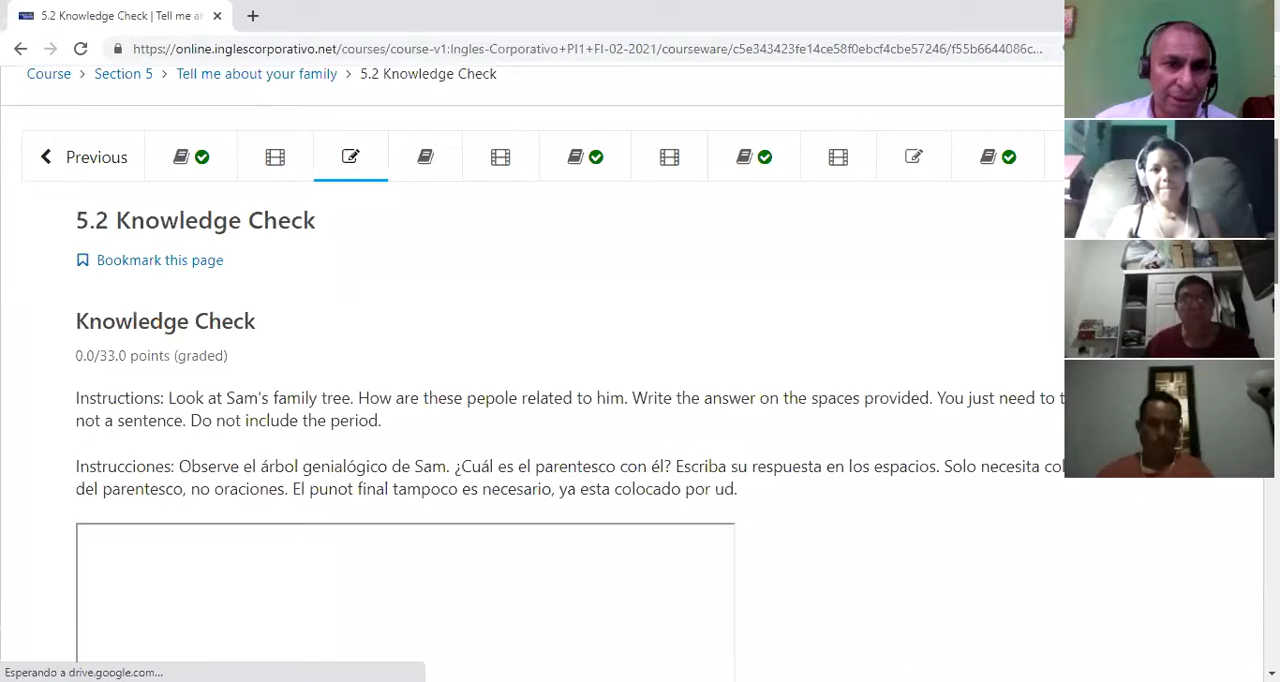 5.2 Knowledge Check | Tell me a
https://online.inglescorporativo.net/courses/course-v1:Ingles-Corporativo+PI1+FI-02-2021/courseware/c5e343423fe14ce58f0ebcf4cbe57246/f55b6644086c...
Course > Section 5 > Tell me about your family > 5.2 Knowledge Check
Previous
5.2 Knowledge Check
Bookmark this page
Knowledge Check
0.0/33.0 points (graded)
Instructions: Look at Sam's family tree. How are these pepole related to him. Write the answer on the spaces provided. You just need to t
not a sentence. Do not include the period.
Instrucciones: Observe el árbol genialógico de Sam. ¿Cuál es el parentesco con él? Escriba su respuesta en los espacios. Solo necesita col
del parentesco, no oraciones. El punot final tampoco es necesario, ya esta colocado por ud.
Esperando a drive.google.com...